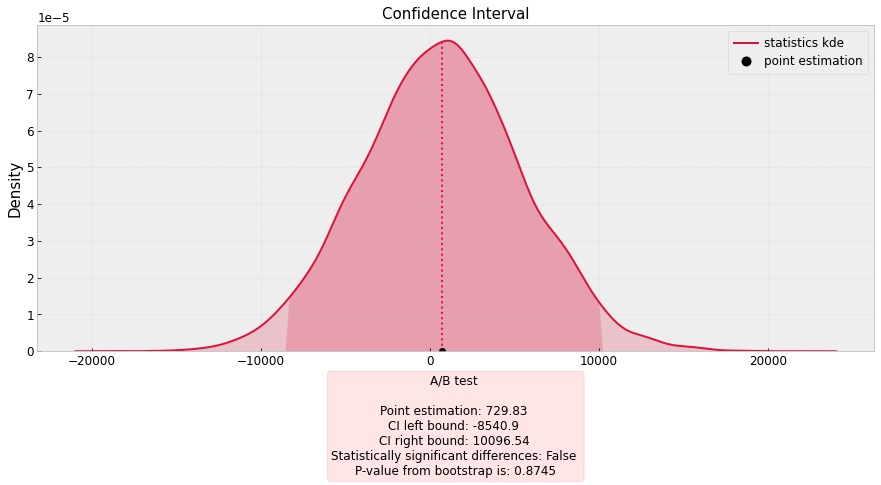 Confidence Interval
1e−5
statistics kde
point estimation
Density
8
7
6
5
4
3
2
1
0
−20000
−10000
0
10000
20000
A/B test
Point estimation: 729.83
CI left bound: -8540.9
CI right bound: 10096.54
Statistically significant differences: False
P-value from bootstrap is: 0.8745